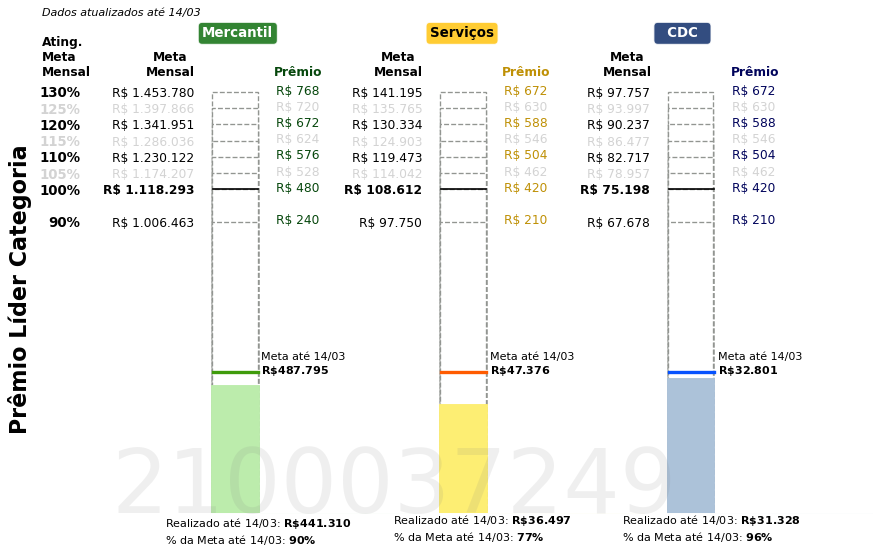 Dados atualizados até 14/03
Mercantil Serviços CDC
Ating.
Meta Meta Meta Meta
Mensal Mensal Prêmio Mensal Prêmio Mensal Prêmio
130% R$ 1.453.780 R$ 768 R$ 141.195 R$ 672 R$ 97.757 R$ 672
125% R$ 1.397.866 R$ 720 R$ 135.765 R$ 630 R$ 93.997 R$ 630
120% R$ 1.341.951 R$ 672 R$ 130.334 R$ 588 R$ 90.237 R$ 588
115% R$ 1.286.036 R$ 624 R$ 124.903 R$ 546 R$ 86.477 R$ 546
110% R$ 1.230.122 R$ 576 R$ 119.473 R$ 504 R$ 82.717 R$ 504
105% R$ 1.174.207 R$ 528 R$ 114.042 R$ 462 R$ 78.957 R$ 462
100% R$ 1.118.293 R$ 480 R$ 108.612 R$ 420 R$ 75.198 R$ 420
90% R$ 1.006.463 R$ 240 R$ 97.750 R$ 210 R$ 67.678 R$ 210
Prêmio Líder Categoria
Meta até 14/03 Meta até 14/03 Meta até 14/03
R$487.795 R$47.376 R$32.801
2100037249
Realizado até 14/03: R$441.310 Realizado até 14/03: R$36.497 Realizado até 14/03: R$31.328
% da Meta até 14/03: 90% % da Meta até 14/03: 77% % da Meta até 14/03: 96%